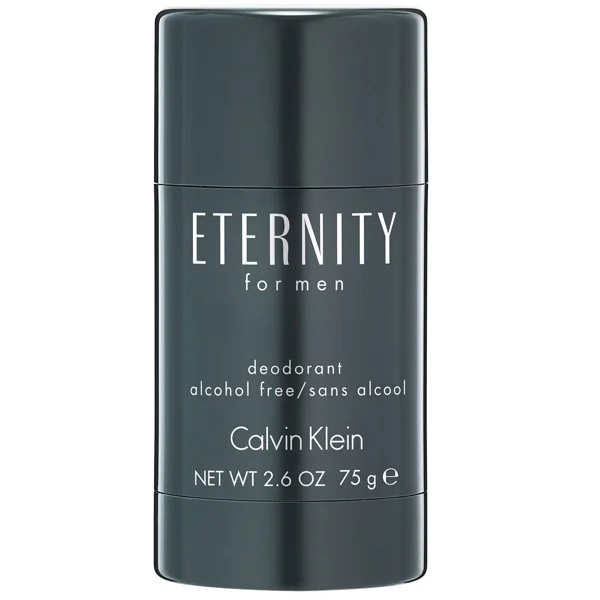 ETERNITY
for men
deodorant
alcohol free/sans alcool
Calvin Klein
NET WT 2.6 OZ 75 g ℮